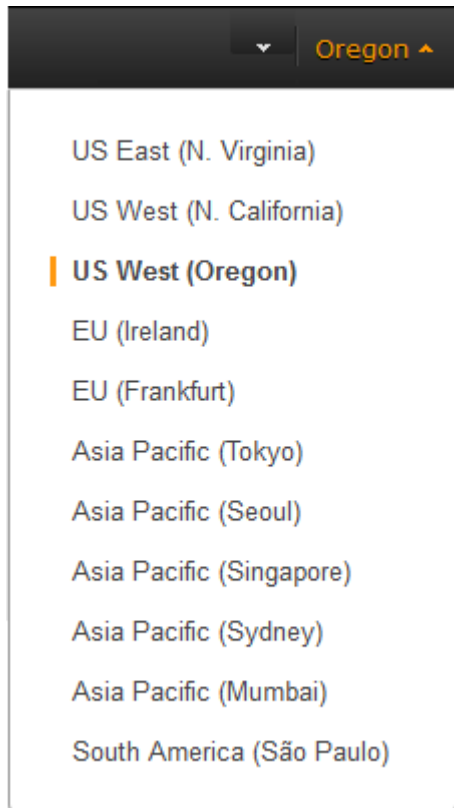 Oregon
US East (N. Virginia)
US West (N. California)
US West (Oregon)
EU (Ireland)
EU (Frankfurt)
Asia Pacific (Tokyo)
Asia Pacific (Seoul)
Asia Pacific (Singapore)
Asia Pacific (Sydney)
Asia Pacific (Mumbai)
South America (São Paulo)